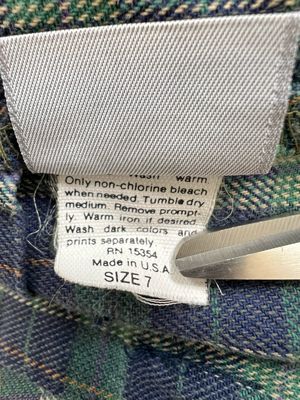 Wash warm
Only non-chlorine bleach
when needed. Tumble dry
medium. Remove prompt-
ly. Warm iron if desired.
Wash dark colors and
prints separately.
RN 15354
Made in U.S.A.
SIZE 7